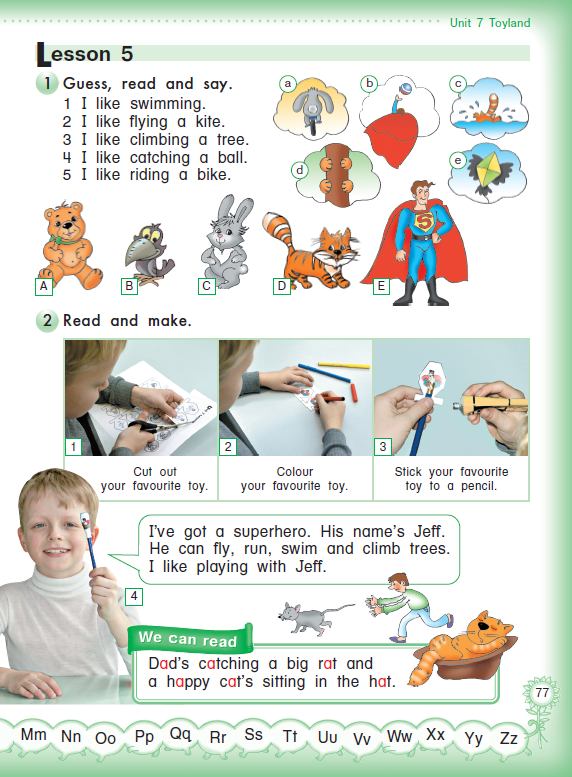 Unit 7 Toyland
Lesson 5
1 Guess, read and say.
1 I like swimming.
2 I like flying a kite.
3 I like climbing a tree.
4 I like catching a ball.
5 I like riding a bike.
a
b
c
d
e
5
A
B
C
D
E
2 Read and make.
1
2
3
Cut out
your favourite toy.
Colour
your favourite toy.
Stick your favourite
toy to a pencil.
I've got a superhero. His name's Jeff.
He can fly, run, swim and climb trees.
I like playing with Jeff.
4
We can read
Dad's catching a big rat and
a happy cat's sitting in the hat.
77
Mm Nn Oo Pp Qq Rr Ss Tt Uu Vv Ww Xx Yy Zz